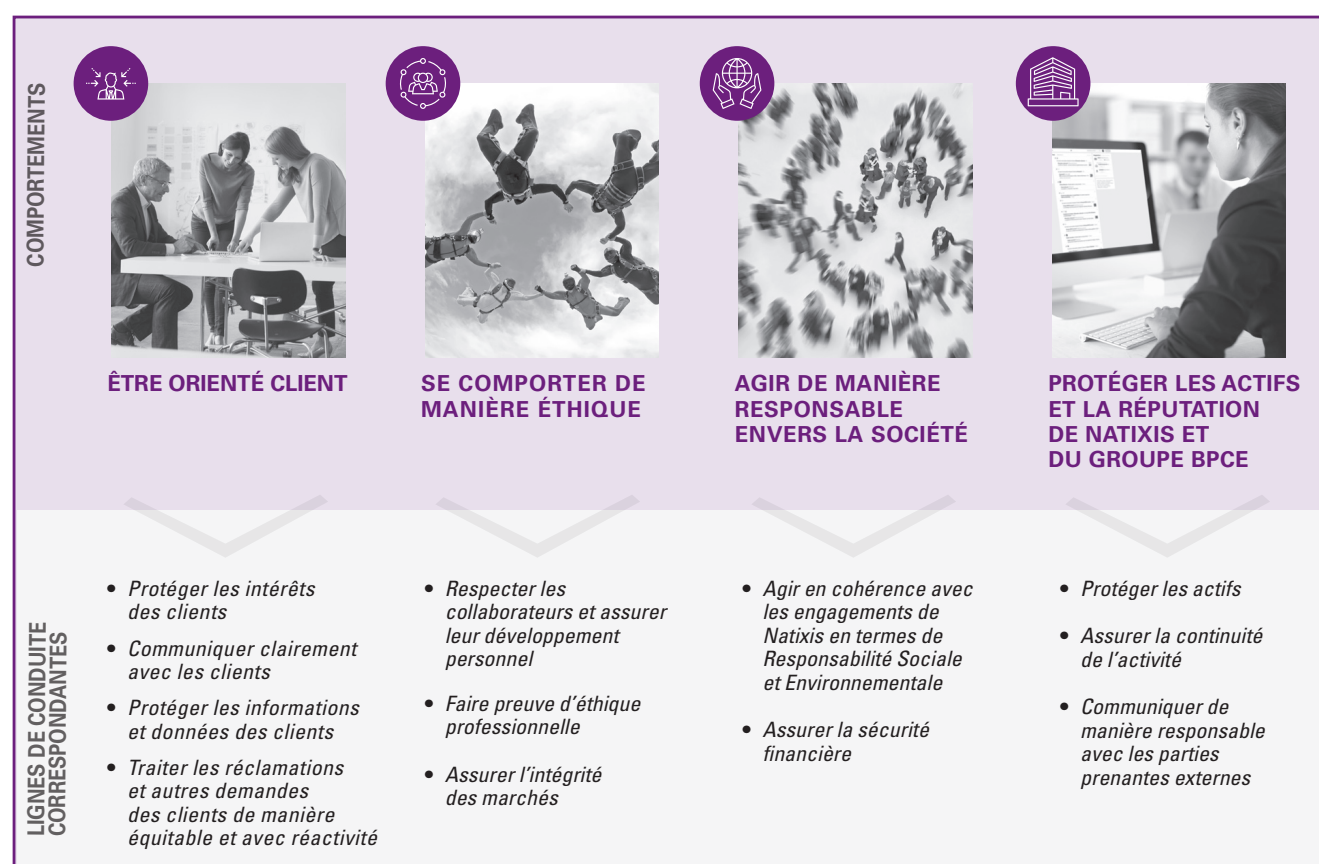 COMPORTEMENTS
ÊTRE ORIENTÉ CLIENT
SE COMPORTER DE
MANIÈRE ÉTHIQUE
AGIR DE MANIÈRE
RESPONSABLE
ENVERS LA SOCIÉTÉ
PROTÉGER LES ACTIFS
ET LA RÉPUTATION
DE NATIXIS ET
DU GROUPE BPCE
LIGNES DE CONDUITE
CORRESPONDANTES
• Protéger les intérêts
des clients
• Communiquer clairement
avec les clients
• Protéger les informations
et données des clients
• Traiter les réclamations
et autres demandes
des clients de manière
équitable et avec réactivité
• Respecter les
collaborateurs et assurer
leur développement
personnel
• Faire preuve d’éthique
professionnelle
• Assurer l’intégrité
des marchés
• Agir en cohérence avec
les engagements de
Natixis en termes de
Responsabilité Sociale
et Environnementale
• Assurer la sécurité
financière
• Protéger les actifs
• Assurer la continuité
de l’activité
• Communiquer de
manière responsable
avec les parties
prenantes externes